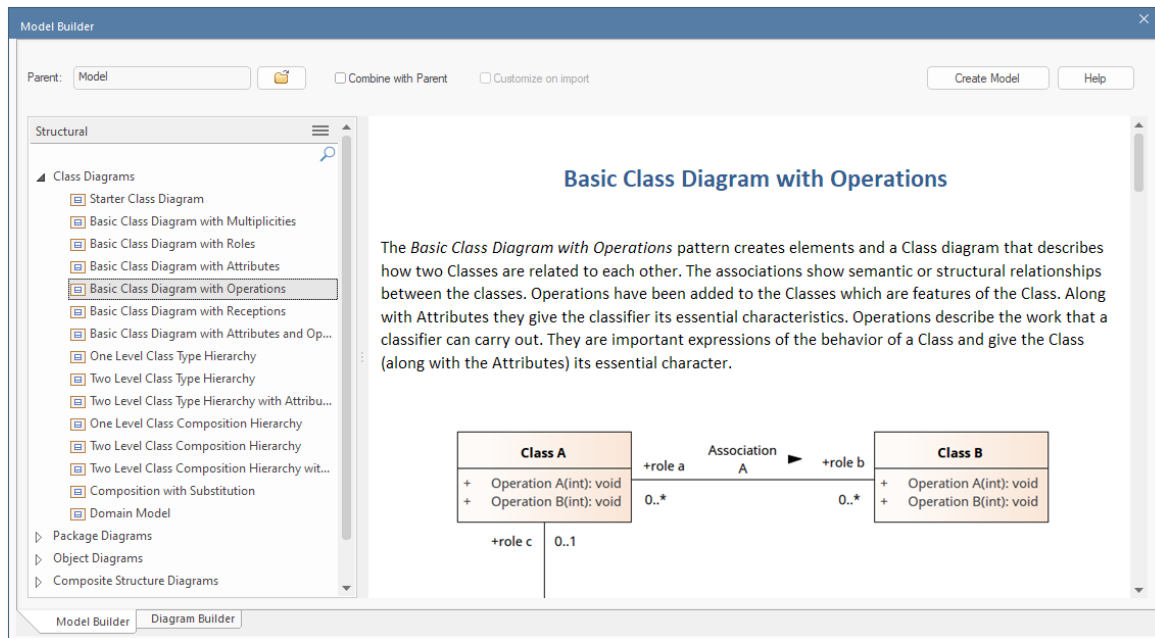 Model Builder
Parent:
Model
Combine with Parent
Customize on import
Create Model
Help
Structural
Class Diagrams
Starter Class Diagram
Basic Class Diagram with Multiplicities
Basic Class Diagram with Roles
Basic Class Diagram with Attributes
Basic Class Diagram with Operations
Basic Class Diagram with Receptions
Basic Class Diagram with Attributes and Op...
One Level Class Type Hierarchy
Two Level Class Type Hierarchy
Two Level Class Type Hierarchy with Attribu...
One Level Class Composition Hierarchy
Two Level Class Composition Hierarchy
Two Level Class Composition Hierarchy wit...
Composition with Substitution
Domain Model
Package Diagrams
Object Diagrams
Composite Structure Diagrams
Basic Class Diagram with Operations
The Basic Class Diagram with Operations pattern creates elements and a Class diagram that describes
how two Classes are related to each other. The associations show semantic or structural relationships
between the classes. Operations have been added to the Classes which are features of the Class. Along
with Attributes they give the classifier its essential characteristics. Operations describe the work that a
classifier can carry out. They are important expressions of the behavior of a Class and give the Class
(along with the Attributes) its essential character.
Class A
+ Operation A(int): void
+ Operation B(int): void
+role a
0..*
Association
A
+role b
0..*
Class B
+ Operation A(int): void
+ Operation B(int): void
+role c
0..1
Model Builder
Diagram Builder